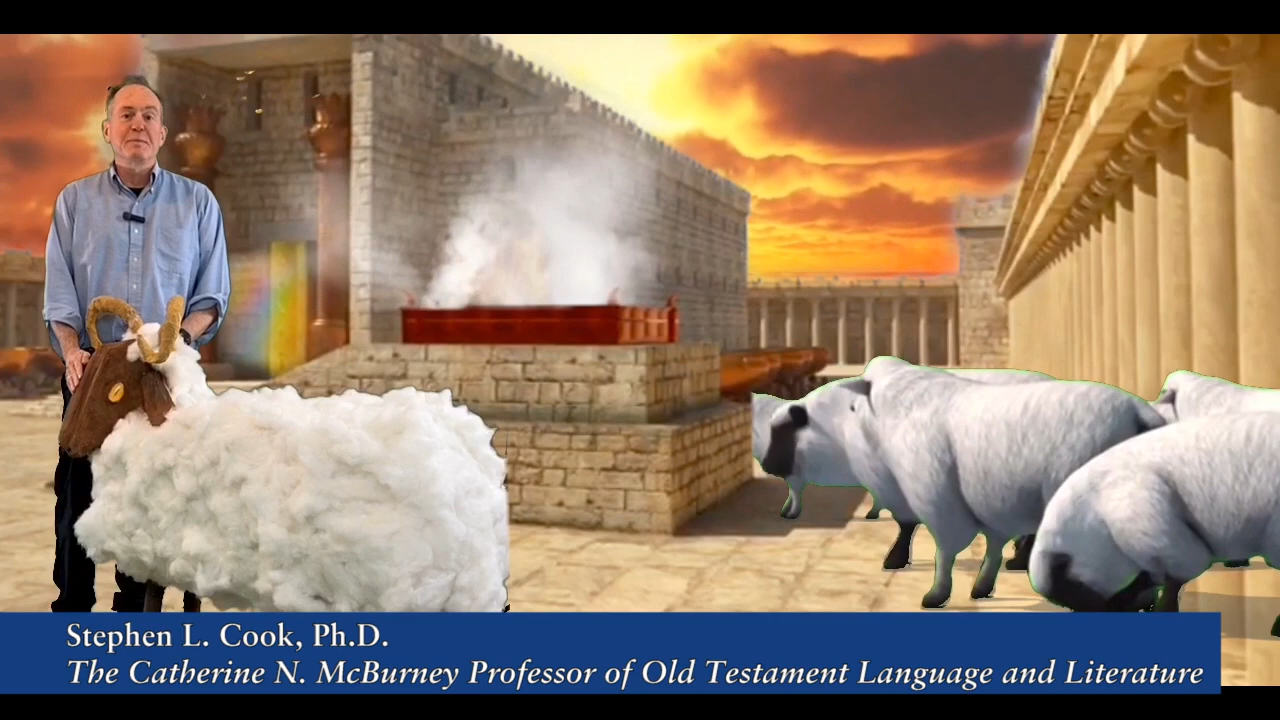 Stephen L. Cook, Ph.D.
The Catherine N. McBurney Professor of Old Testament Language and Literature